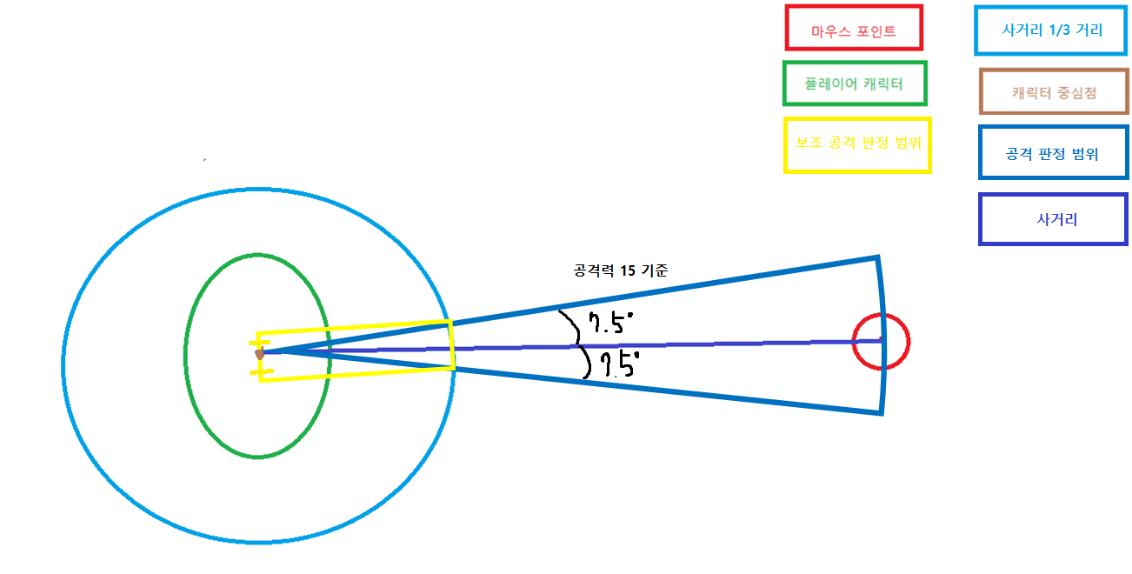 마우스 포인트
사거리 1/3 거리
플레이어 캐릭터
캐릭터 중심점
보조 공격 판정 범위
공격 판정 범위
사거리
공격력 15 기준
7.5°
7.5°